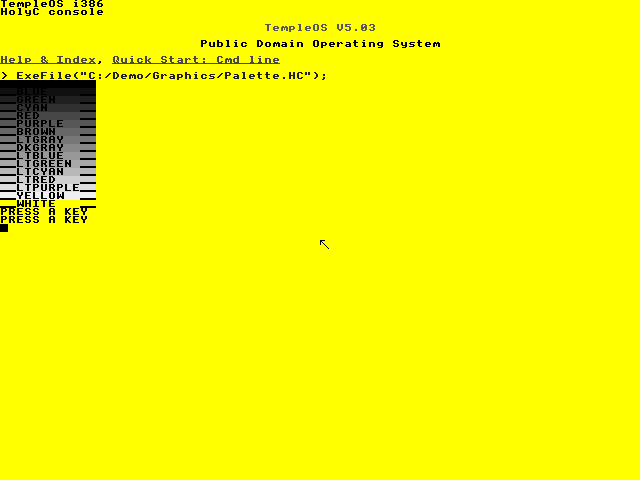 TempleOS i386
HolyC console
TempleOS V5.03
Public Domain Operating System
Help & Index, Quick Start: Cmd line
> ExeFile("C:/Demo/Graphics/Palette.HC");
BLUE
GREEN
CYAN
RED
PURPLE
BROWN
LTGRAY
DKGRAY
LTBLUE
LTGREEN
LTCYAN
LTRED
LTPURPLE
YELLOW
WHITE
PRESS A KEY
PRESS A KEY